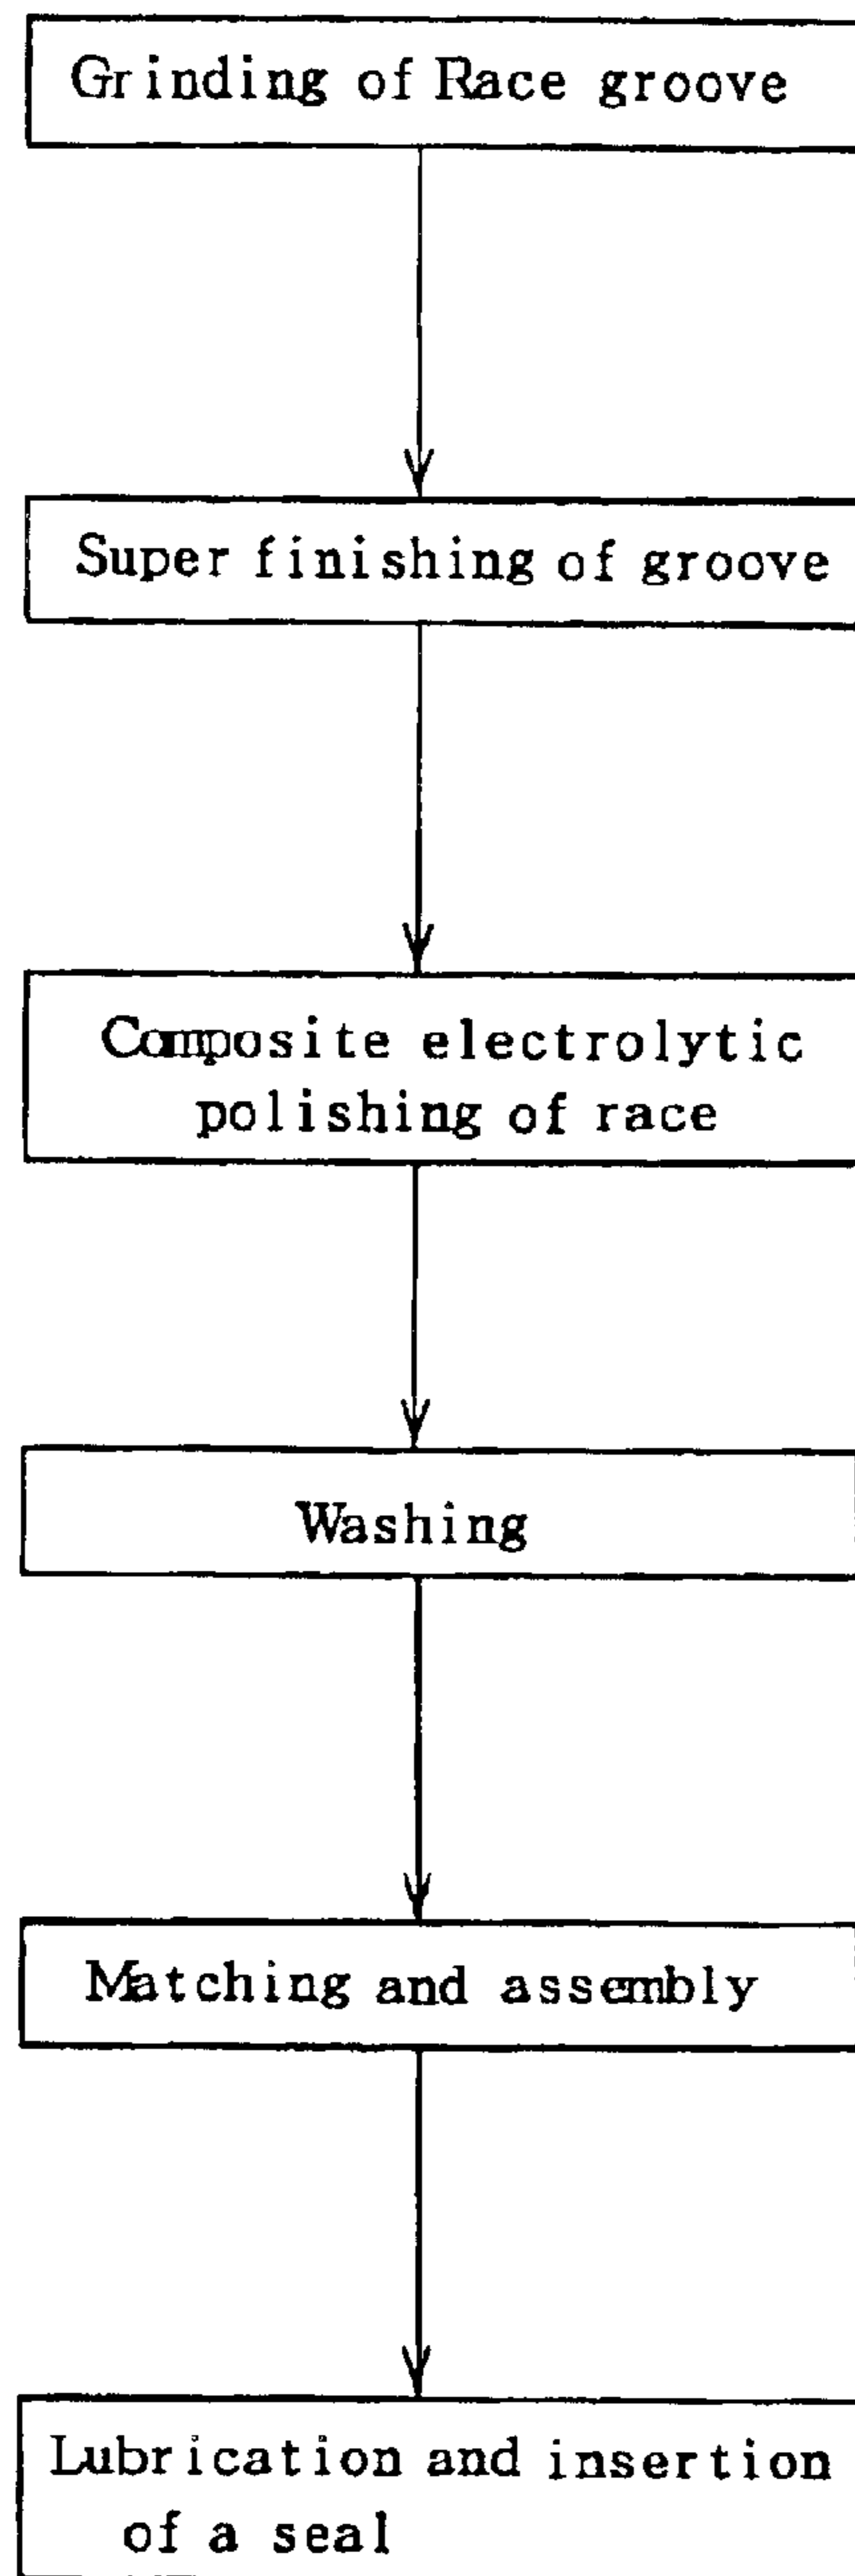 Grinding of Race groove
Super finishing of groove
Composite electrolytic
polishing of race
Washing
Matching and assembly
Lubrication and insertion
of a seal